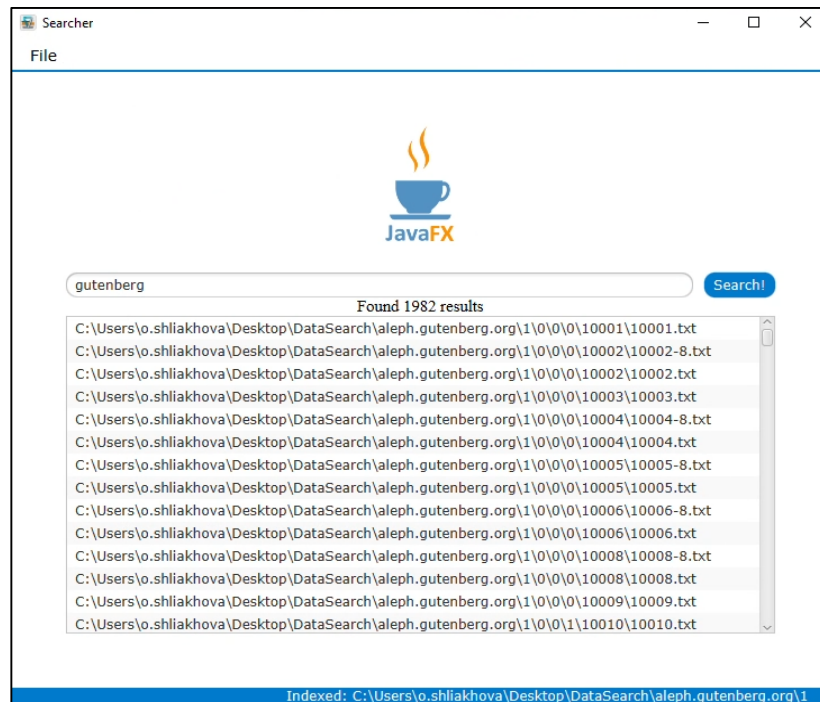 Searcher
File
JavaFX
gutenberg
Search!
Found 1982 results
C:\Users\o.shliakhova\Desktop\DataSearch\aleph.gutenberg.org\1\0\0\0\10001\10001.txt
C:\Users\o.shliakhova\Desktop\DataSearch\aleph.gutenberg.org\1\0\0\0\10002\10002-8.txt
C:\Users\o.shliakhova\Desktop\DataSearch\aleph.gutenberg.org\1\0\0\0\10002\10002.txt
C:\Users\o.shliakhova\Desktop\DataSearch\aleph.gutenberg.org\1\0\0\0\10003\10003.txt
C:\Users\o.shliakhova\Desktop\DataSearch\aleph.gutenberg.org\1\0\0\0\10004\10004-8.txt
C:\Users\o.shliakhova\Desktop\DataSearch\aleph.gutenberg.org\1\0\0\0\10004\10004.txt
C:\Users\o.shliakhova\Desktop\DataSearch\aleph.gutenberg.org\1\0\0\0\10005\10005-8.txt
C:\Users\o.shliakhova\Desktop\DataSearch\aleph.gutenberg.org\1\0\0\0\10005\10005.txt
C:\Users\o.shliakhova\Desktop\DataSearch\aleph.gutenberg.org\1\0\0\0\10006\10006-8.txt
C:\Users\o.shliakhova\Desktop\DataSearch\aleph.gutenberg.org\1\0\0\0\10006\10006.txt
C:\Users\o.shliakhova\Desktop\DataSearch\aleph.gutenberg.org\1\0\0\0\10008\10008-8.txt
C:\Users\o.shliakhova\Desktop\DataSearch\aleph.gutenberg.org\1\0\0\0\10008\10008.txt
C:\Users\o.shliakhova\Desktop\DataSearch\aleph.gutenberg.org\1\0\0\0\10009\10009.txt
C:\Users\o.shliakhova\Desktop\DataSearch\aleph.gutenberg.org\1\0\0\1\10010\10010.txt
Indexed: C:\Users\o.shliakhova\Desktop\DataSearch\aleph.gutenberg.org\1